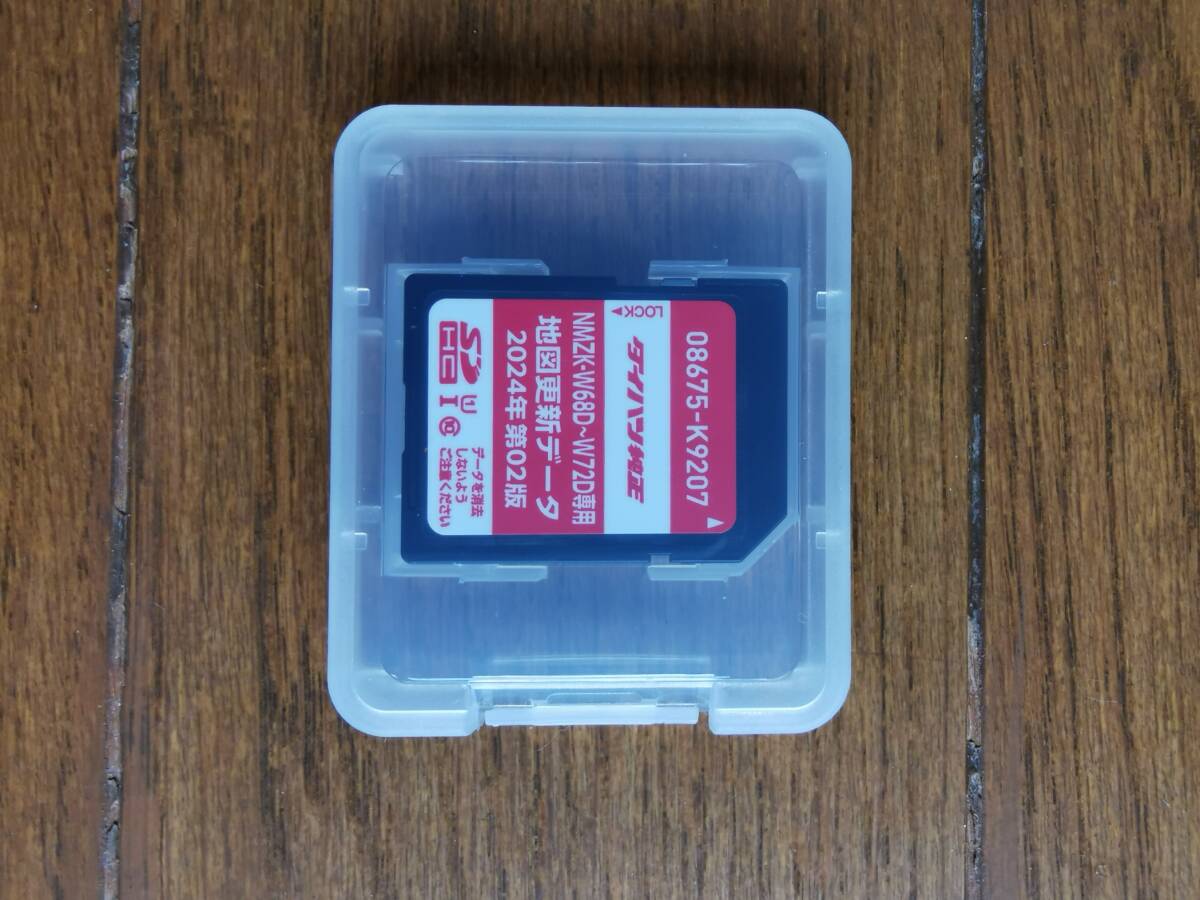 08675-K9207
LOCK
ダイハツ純正
NMZK-W68D~W72D専用
地図更新データ
2024年 第02版
SD
HC
I
U
1
10
データを消去
しないよう
ご注意ください